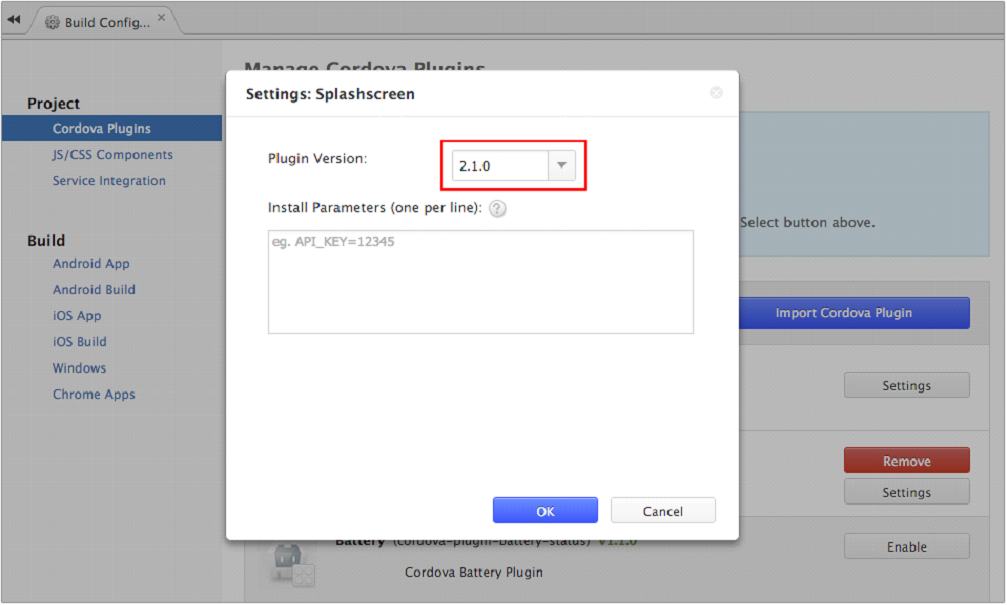 Build Config...
Manage Cordova Plugins
Project
Cordova Plugins
JS/CSS Components
Service Integration
Build
Android App
Android Build
iOS App
iOS Build
Windows
Chrome Apps
Settings: Splashscreen
Plugin Version:
2.1.0
Install Parameters (one per line): ?
eg. API_KEY=12345
OK
Cancel
Select button above.
Import Cordova Plugin
Settings
Remove
Settings
Battery (cordova-plugin-battery-status) v1.1.0
Enable
Cordova Battery Plugin